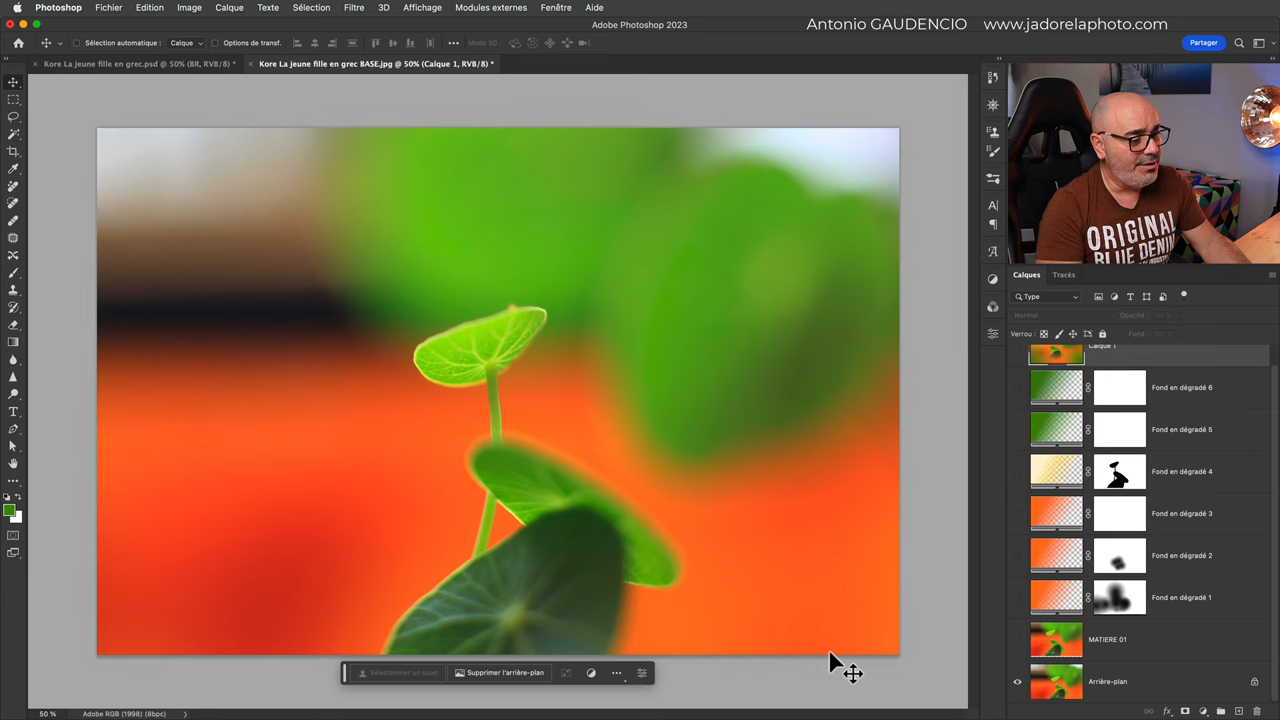 Photoshop Fichier Edition Image Calque Texte Sélection Filtre 3D Affichage Modules externes Fenêtre Aide
Adobe Photoshop 2023
Antonio GAUDENCIO www.jadorelaphoto.com
Sélection automatique : Calque Options de transf. Mode 3D : Partager
× Kore La jeune fille en grec.psd @ 50% (BR, RVB/8) * × Kore La jeune fille en grec BASE.jpg @ 50% (Calque 1, RVB/8) *
ORIGINAL
BLUE DENIM
Calques Tracés
Type
Normal Opacité :
Verrou : Fond :
Calque 1
Fond en dégradé 6
Fond en dégradé 5
Fond en dégradé 4
Fond en dégradé 3
Fond en dégradé 2
Fond en dégradé 1
MATIERE 01
Arrière-plan
Sélectionner un sujet Supprimer l'arrière-plan
50 % Adobe RGB (1998) (8bpc)